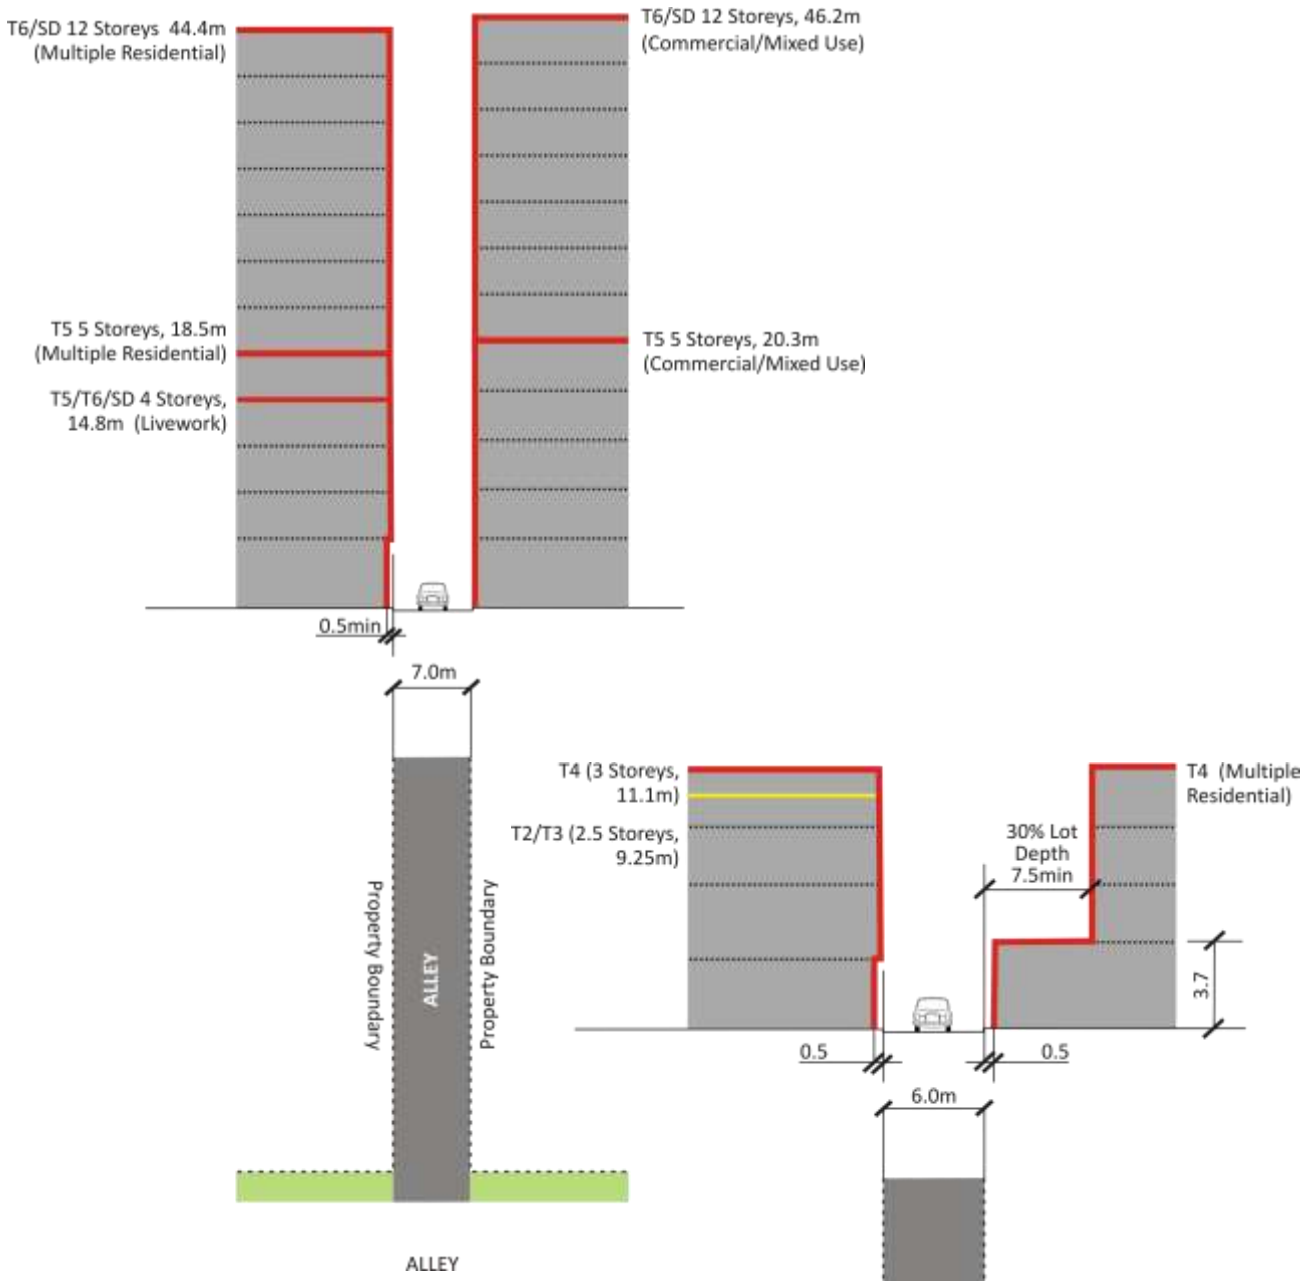 T6/SD 12 Storeys 44.4m
(Multiple Residential)
T6/SD 12 Storeys, 46.2m
(Commercial/Mixed Use)
T5 5 Storeys, 18.5m
(Multiple Residential)
T5 5 Storeys, 20.3m
(Commercial/Mixed Use)
T5/T6/SD 4 Storeys,
14.8m (Livework)
0.5min
7.0m
Property Boundary
ALLEY
Property Boundary
ALLEY
T4 (3 Storeys,
11.1m)
T2/T3 (2.5 Storeys,
9.25m)
T4 (Multiple
Residential)
30% Lot
Depth
7.5min
3.7
0.5
0.5
6.0m